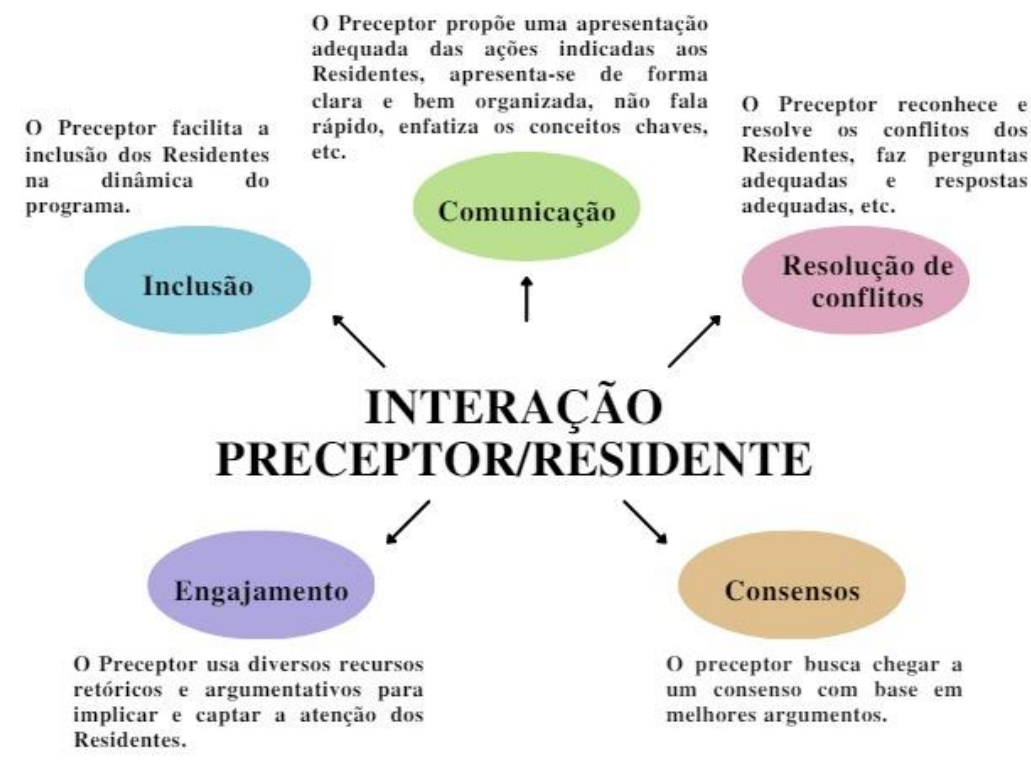 O Preceptor propõe uma apresentação
adequada das ações indicadas aos
Residentes, apresenta-se de forma
clara e bem organizada, não fala
rápido, enfatiza os conceitos chaves,
etc.
O Preceptor facilita a
inclusão dos Residentes
na dinâmica do
programa.
O Preceptor reconhece e
resolve os conflitos dos
Residentes, faz perguntas
adequadas e respostas
adequadas, etc.
Comunicação
Inclusão
Resolução de
conflitos
INTERAÇÃO
PRECEPTOR/RESIDENTE
Engajamento
Consensos
O Preceptor usa diversos recursos
retóricos e argumentativos para
implicar e captar a atenção dos
Residentes.
O preceptor busca chegar a
um consenso com base em
melhores argumentos.